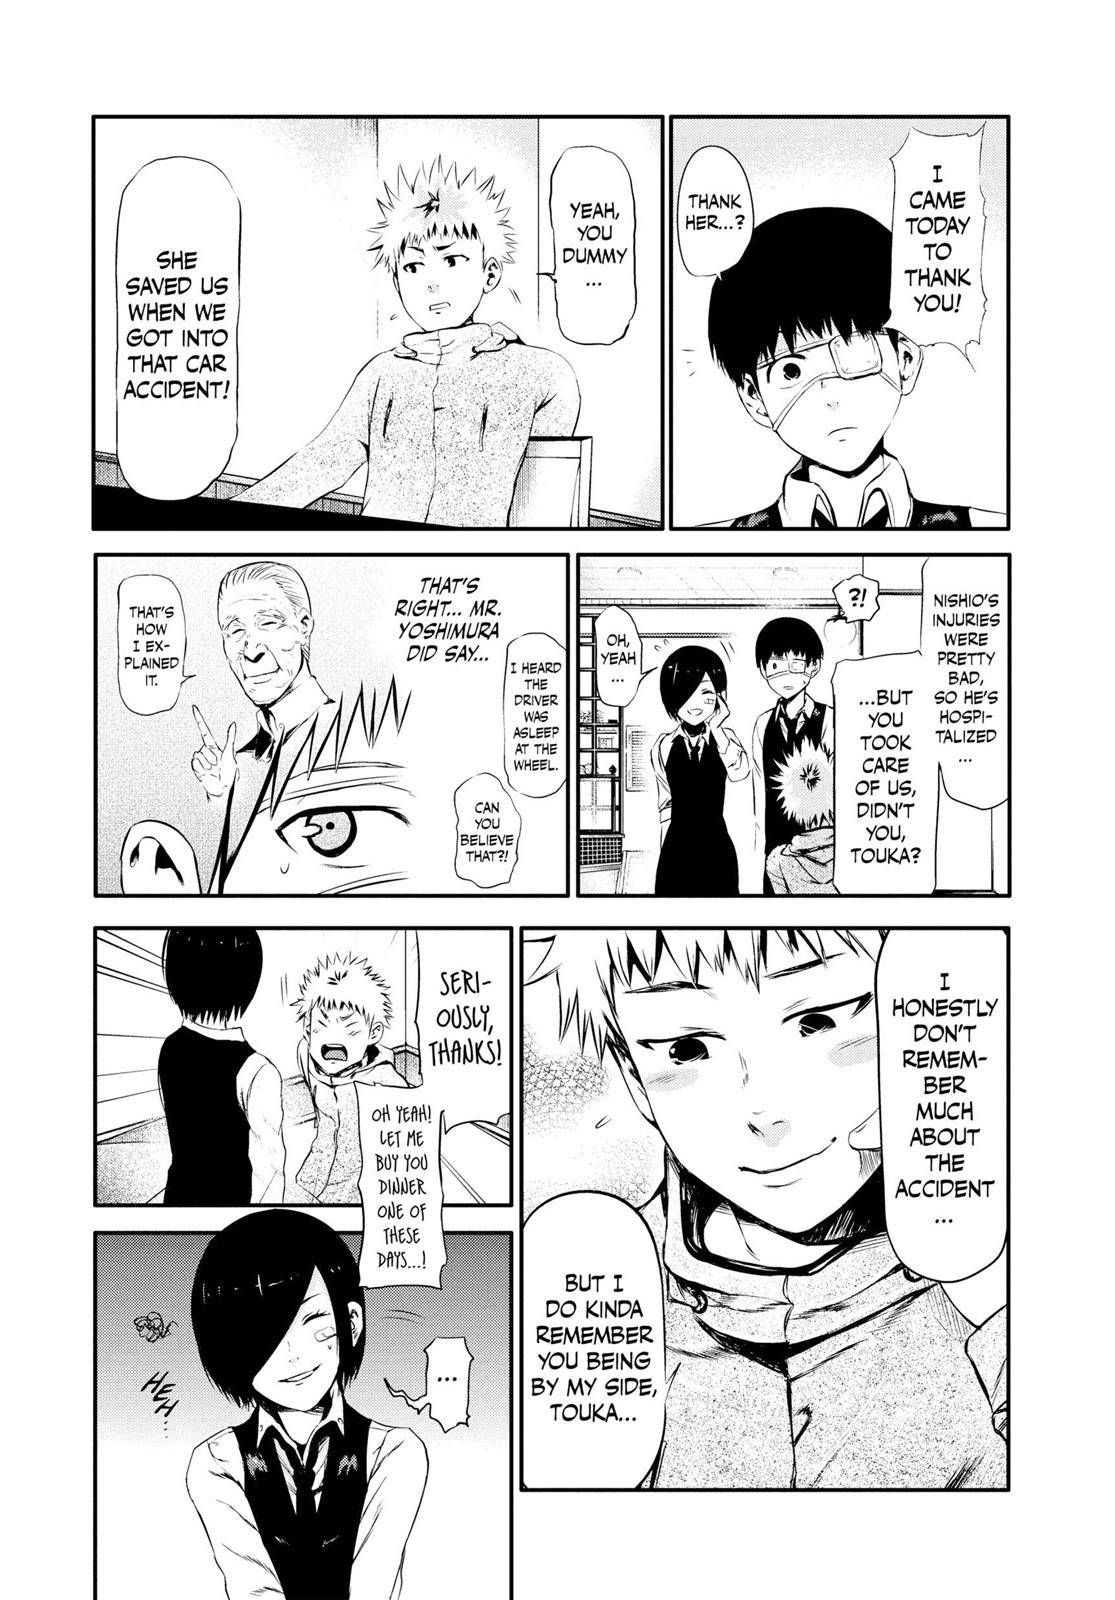 I
CAME
TODAY
TO
THANK
YOU!
THANK
HER...?
YEAH,
YOU
DUMMY
...
SHE
SAVED US
WHEN WE
GOT INTO
THAT CAR
ACCIDENT!
NISHIO'S
INJURIES
WERE
PRETTY
BAD,
SO HE'S
HOSPI-
TALIZED
...
?!
...BUT
YOU
TOOK
CARE
OF US,
DIDN'T
YOU,
TOUKA?
OH,
YEAH
...
THAT'S
RIGHT... MR.
YOSHIMURA
DID SAY...
I HEARD
THE
DRIVER
WAS
ASLEEP
AT THE
WHEEL.
CAN
YOU
BELIEVE
THAT?!
THAT'S
HOW
I EX-
PLAINED
IT.
I
HONESTLY
DON'T
REMEM-
BER
MUCH
ABOUT
THE
ACCIDENT
...
BUT I
DO KINDA
REMEMBER
YOU BEING
BY MY SIDE,
TOUKA...
SERI-
OUSLY,
THANKS!
OH YEAH!
LET ME
BUY YOU
DINNER
ONE OF
THESE
DAYS...!
...
HEH
...